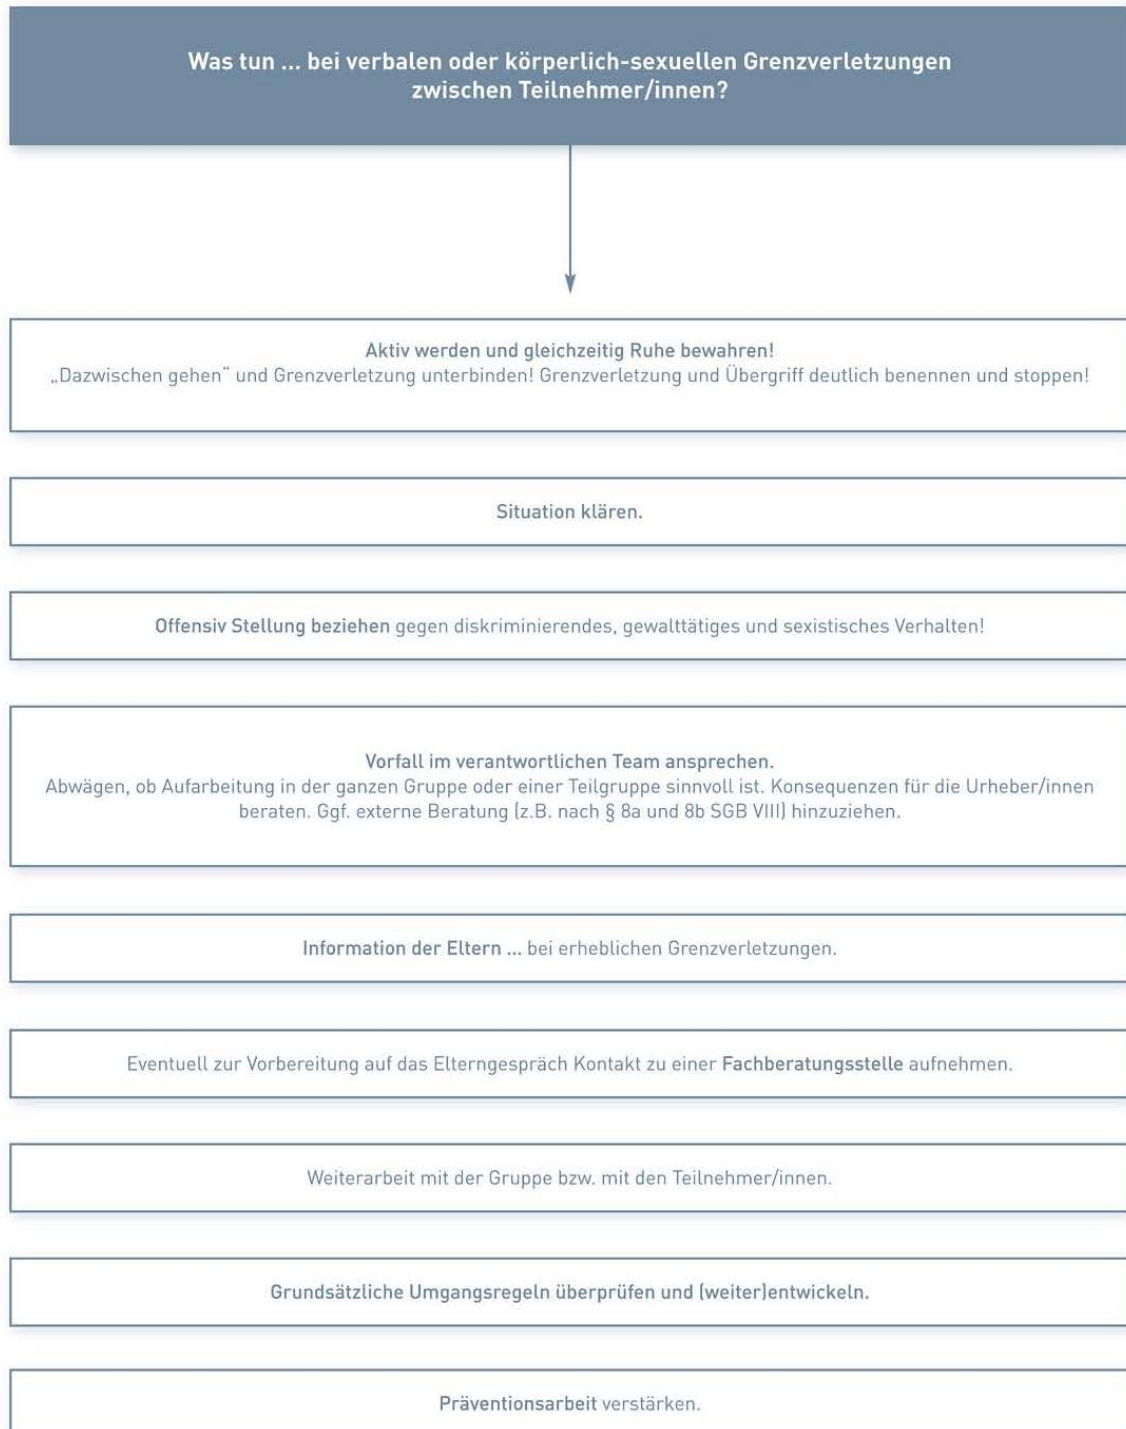 Was tun ... bei verbalen oder körperlich-sexuellen Grenzverletzungen
zwischen Teilnehmer/innen?
Aktiv werden und gleichzeitig Ruhe bewahren!
„Dazwischen gehen“ und Grenzverletzung unterbinden! Grenzverletzung und Übergriff deutlich benennen und stoppen!
Situation klären.
Offensiv Stellung beziehen gegen diskriminierendes, gewalttätiges und sexistisches Verhalten!
Vorfall im verantwortlichen Team ansprechen.
Abwägen, ob Aufarbeitung in der ganzen Gruppe oder einer Teilgruppe sinnvoll ist. Konsequenzen für die Urheber/innen
beraten. Ggf. externe Beratung (z.B. nach § 8a und 8b SGB VIII) hinzuziehen.
Information der Eltern ... bei erheblichen Grenzverletzungen.
Eventuell zur Vorbereitung auf das Elterngespräch Kontakt zu einer Fachberatungsstelle aufnehmen.
Weiterarbeit mit der Gruppe bzw. mit den Teilnehmer/innen.
Grundsätzliche Umgangsregeln überprüfen und (weiter)entwickeln.
Präventionsarbeit verstärken.